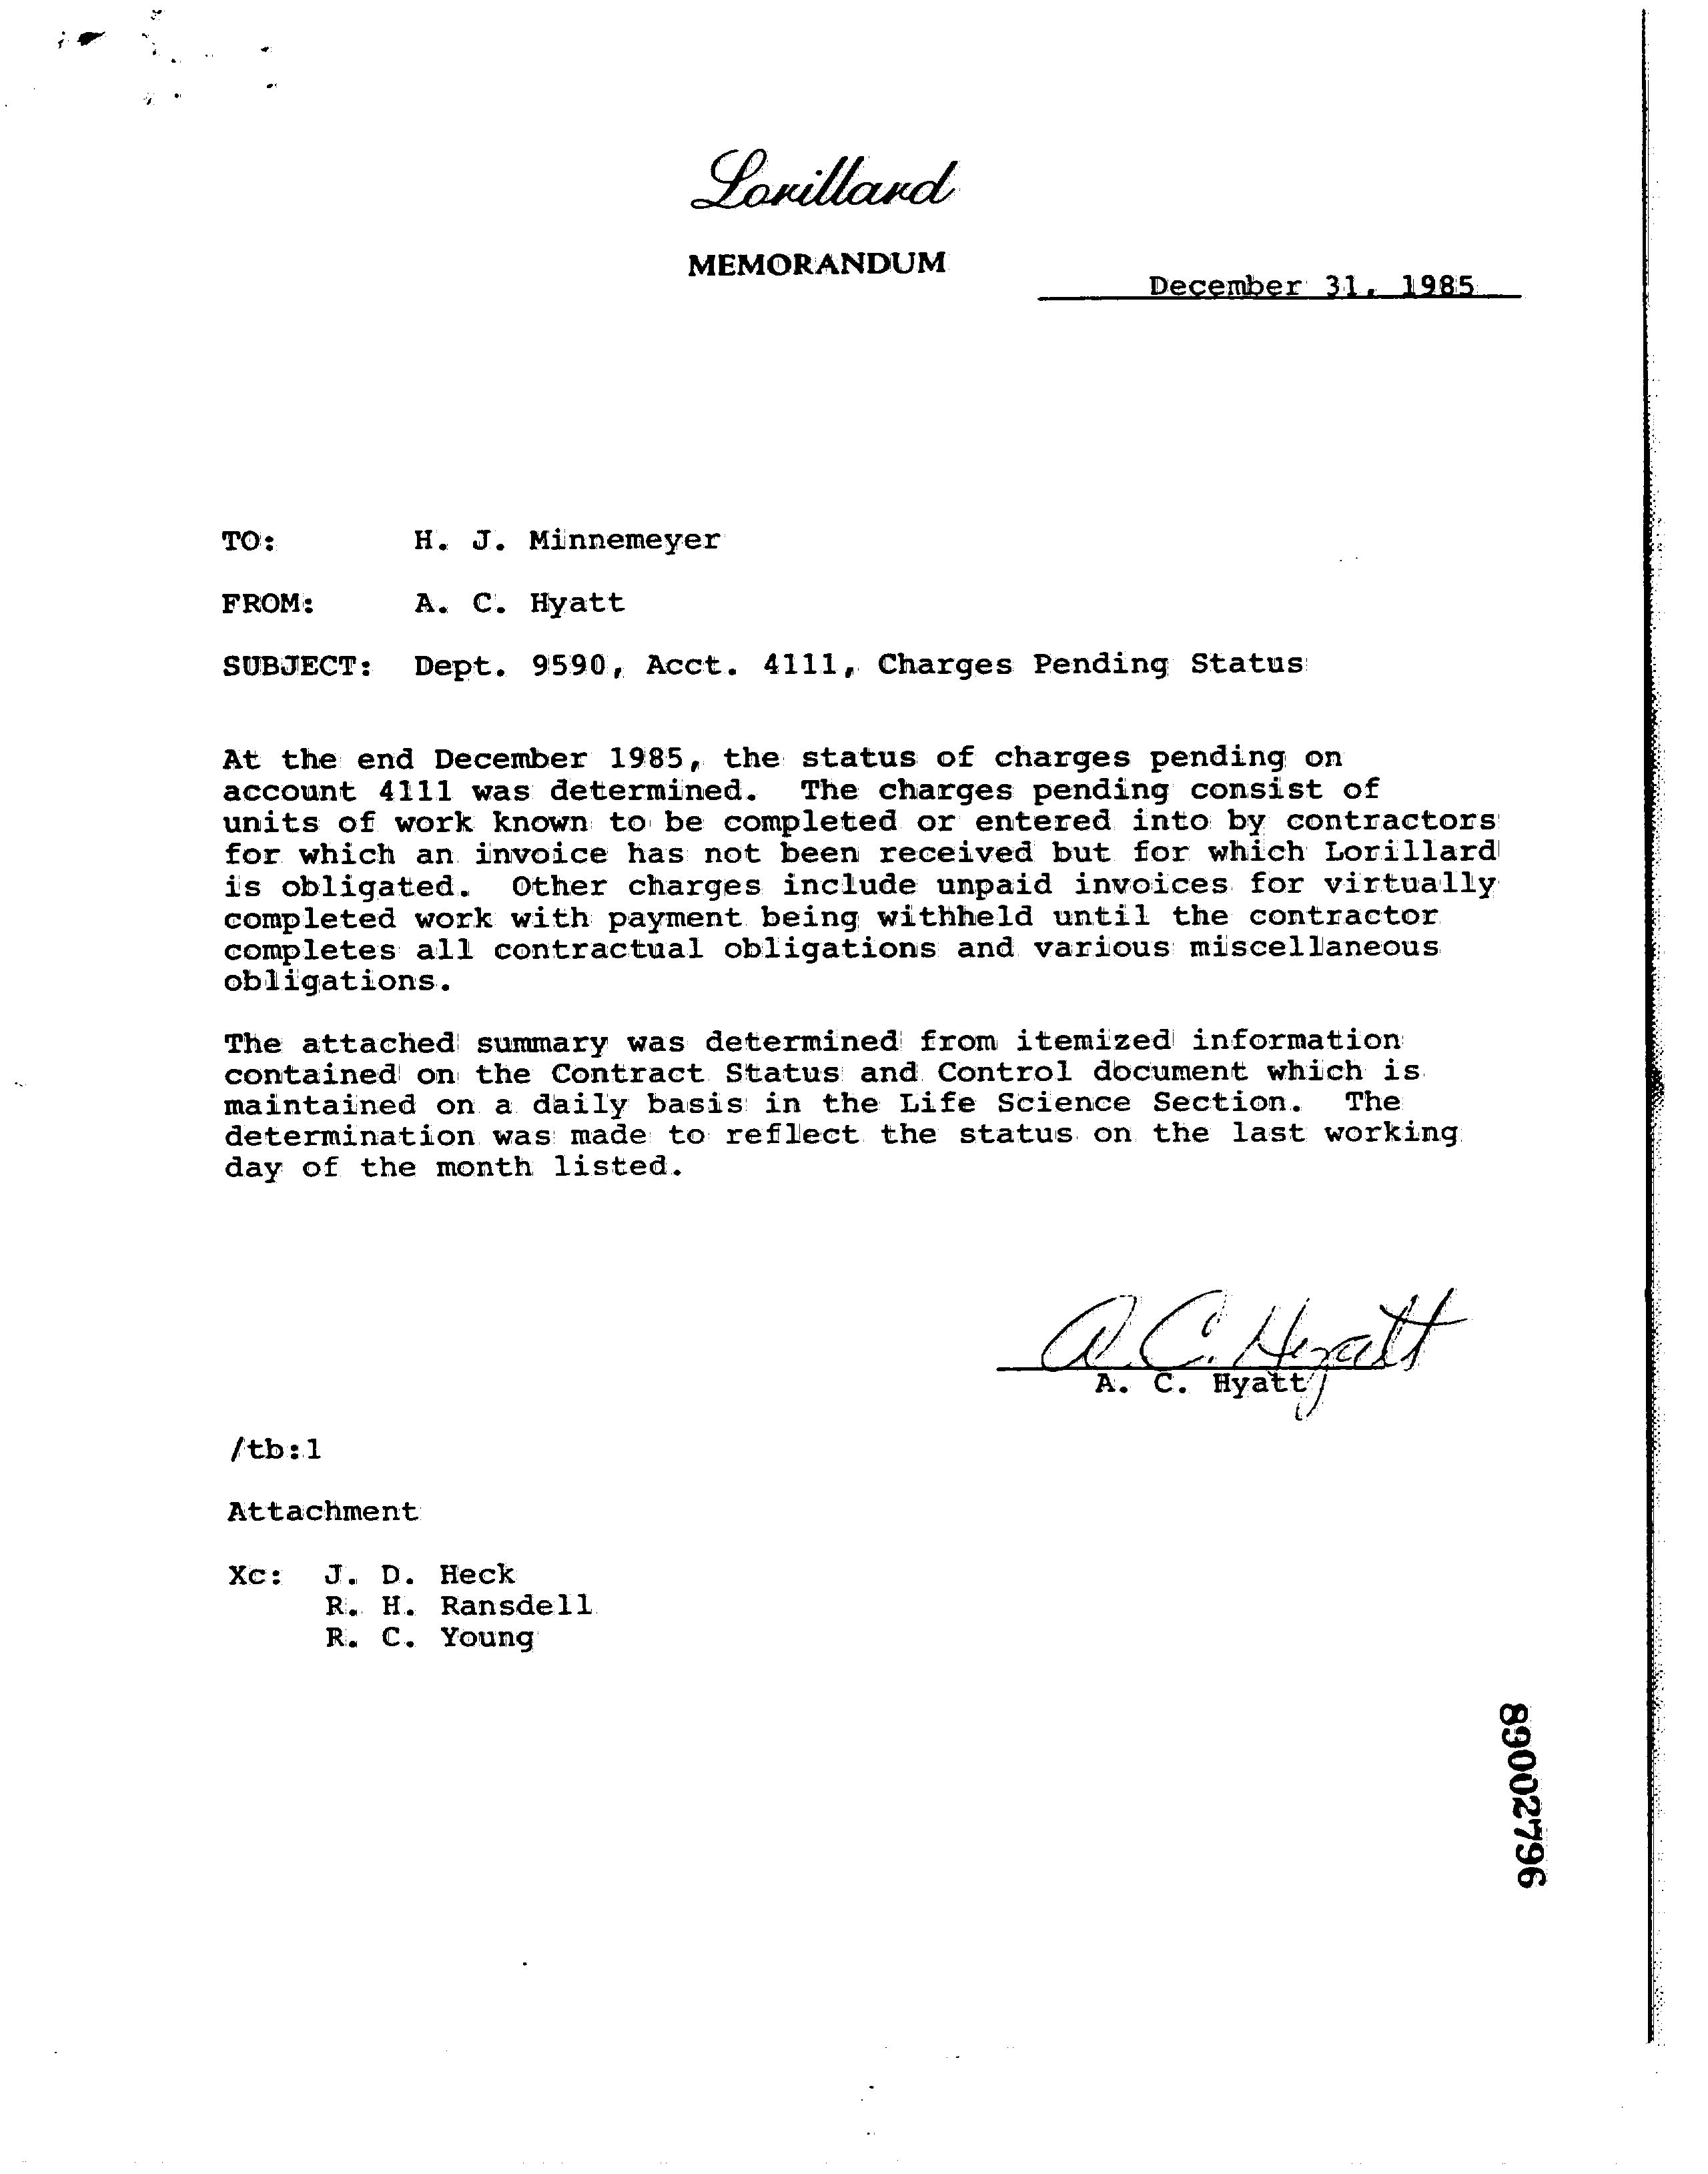 Lorillard
MEMORANDUM
December 31, 1985
TO: H. J. Minnemeyer
FROM: A. C. Hyatt
SUBJECT: Dept. 9590, Acct. 4111, Charges Pending Status
At the end December 1985, the status of charges pending on
account 4111 was determined. The charges pending consist of
units of work known to be completed or entered into by contractors
for which an invoice has not been received but for which Lorillard
is obligated. Other charges include unpaid invoices for virtually
completed work with payment being withheld until the contractor
completes all contractual obligations and various miscellaneous
obligations.
The attached summary was determined from itemized information
contained on the Contract Status and Control document which is
maintained on a daily basis in the Life Science Section. The
determination was made to reflect the status on the last working
day of the month listed.
A. C. Hyatt
A. C. Hyatt
/tb:1
Attachment
Xc: J. D. Heck
R. H. Ransdell
R. C. Young
89002796